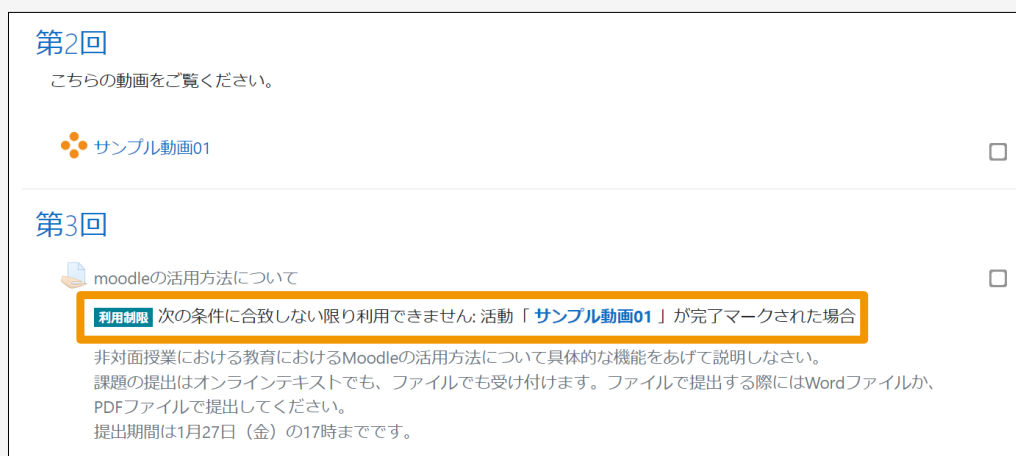 第2回
こちらの動画をご覧ください。
サンプル動画01
第3回
moodleの活用方法について
利用制限 次の条件に合致しない限り利用できません: 活動「 サンプル動画01 」が完了マークされた場合
非対面授業における教育におけるMoodleの活用方法について具体的な機能をあげて説明しなさい。
課題の提出はオンラインテキストでも、ファイルでも受け付けます。ファイルで提出する際にはWordファイルか、
PDFファイルで提出してください。
提出期間は1月27日（金）の17時までです。